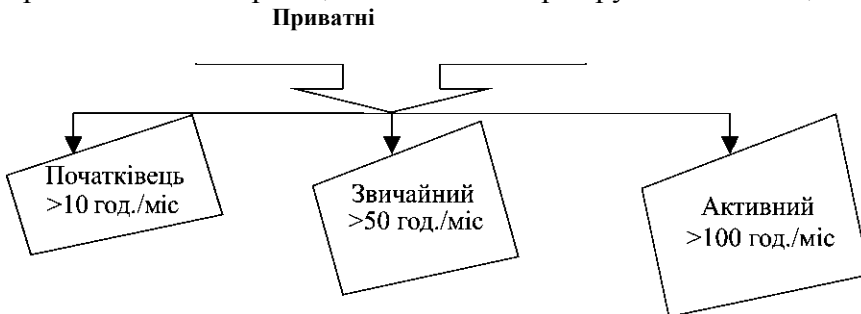 Приватні
Початківець
>10 год./міс
Звичайний
>50 год./міс
Активний
>100 год./міс